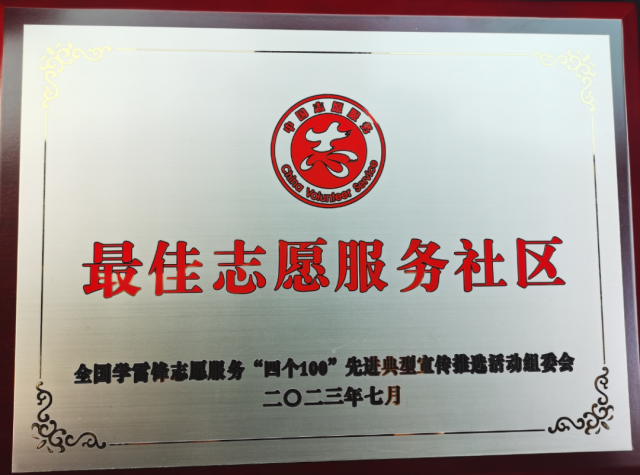 中国志愿服务
China Volunteer Service
最佳志愿服务社区
全国学雷锋志愿服务“四个100”先进典型宣传推选活动组委会
二〇二三年七月